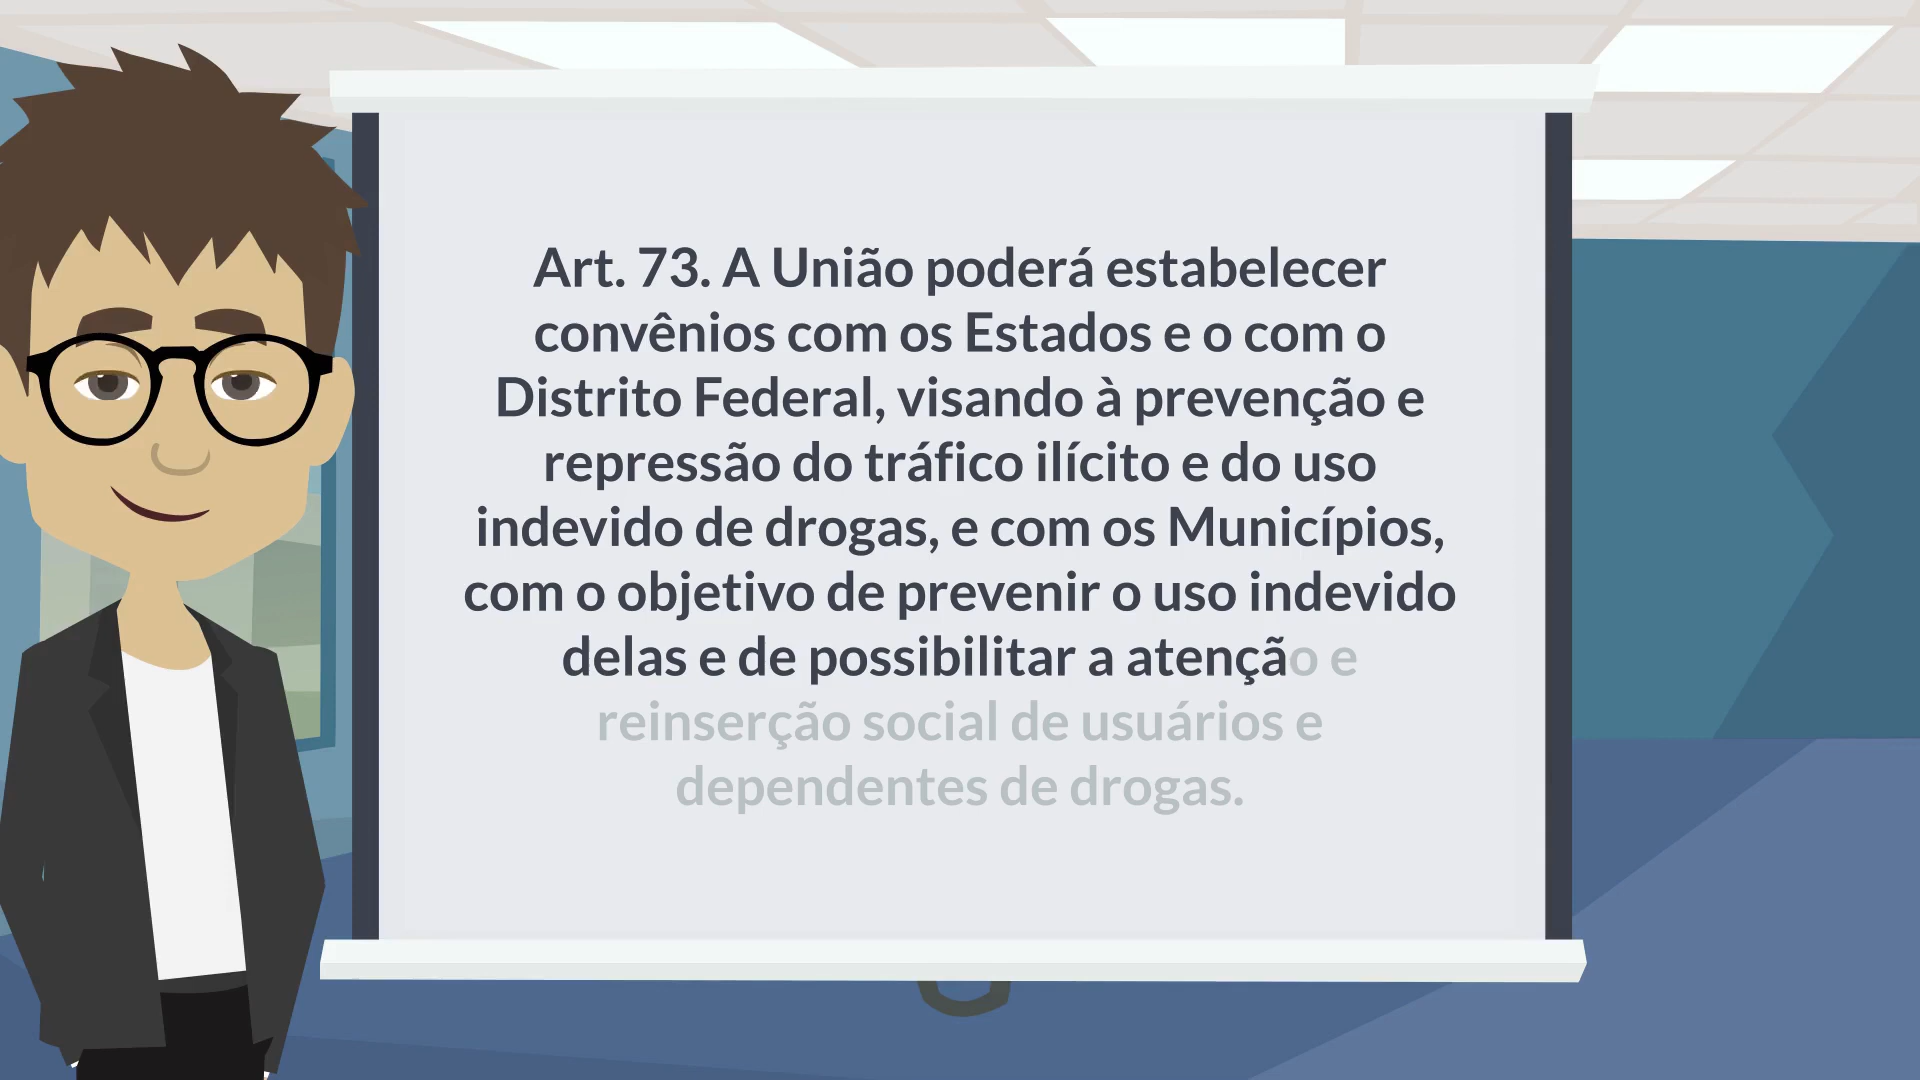 Art. 73. A União poderá estabelecer
convênios com os Estados e o com o
Distrito Federal, visando à prevenção e
repressão do tráfico ilícito e do uso
indevido de drogas, e com os Municípios,
com o objetivo de prevenir o uso indevido
delas e de possibilitar a atenção e
reinserção social de usuários e
dependentes de drogas.